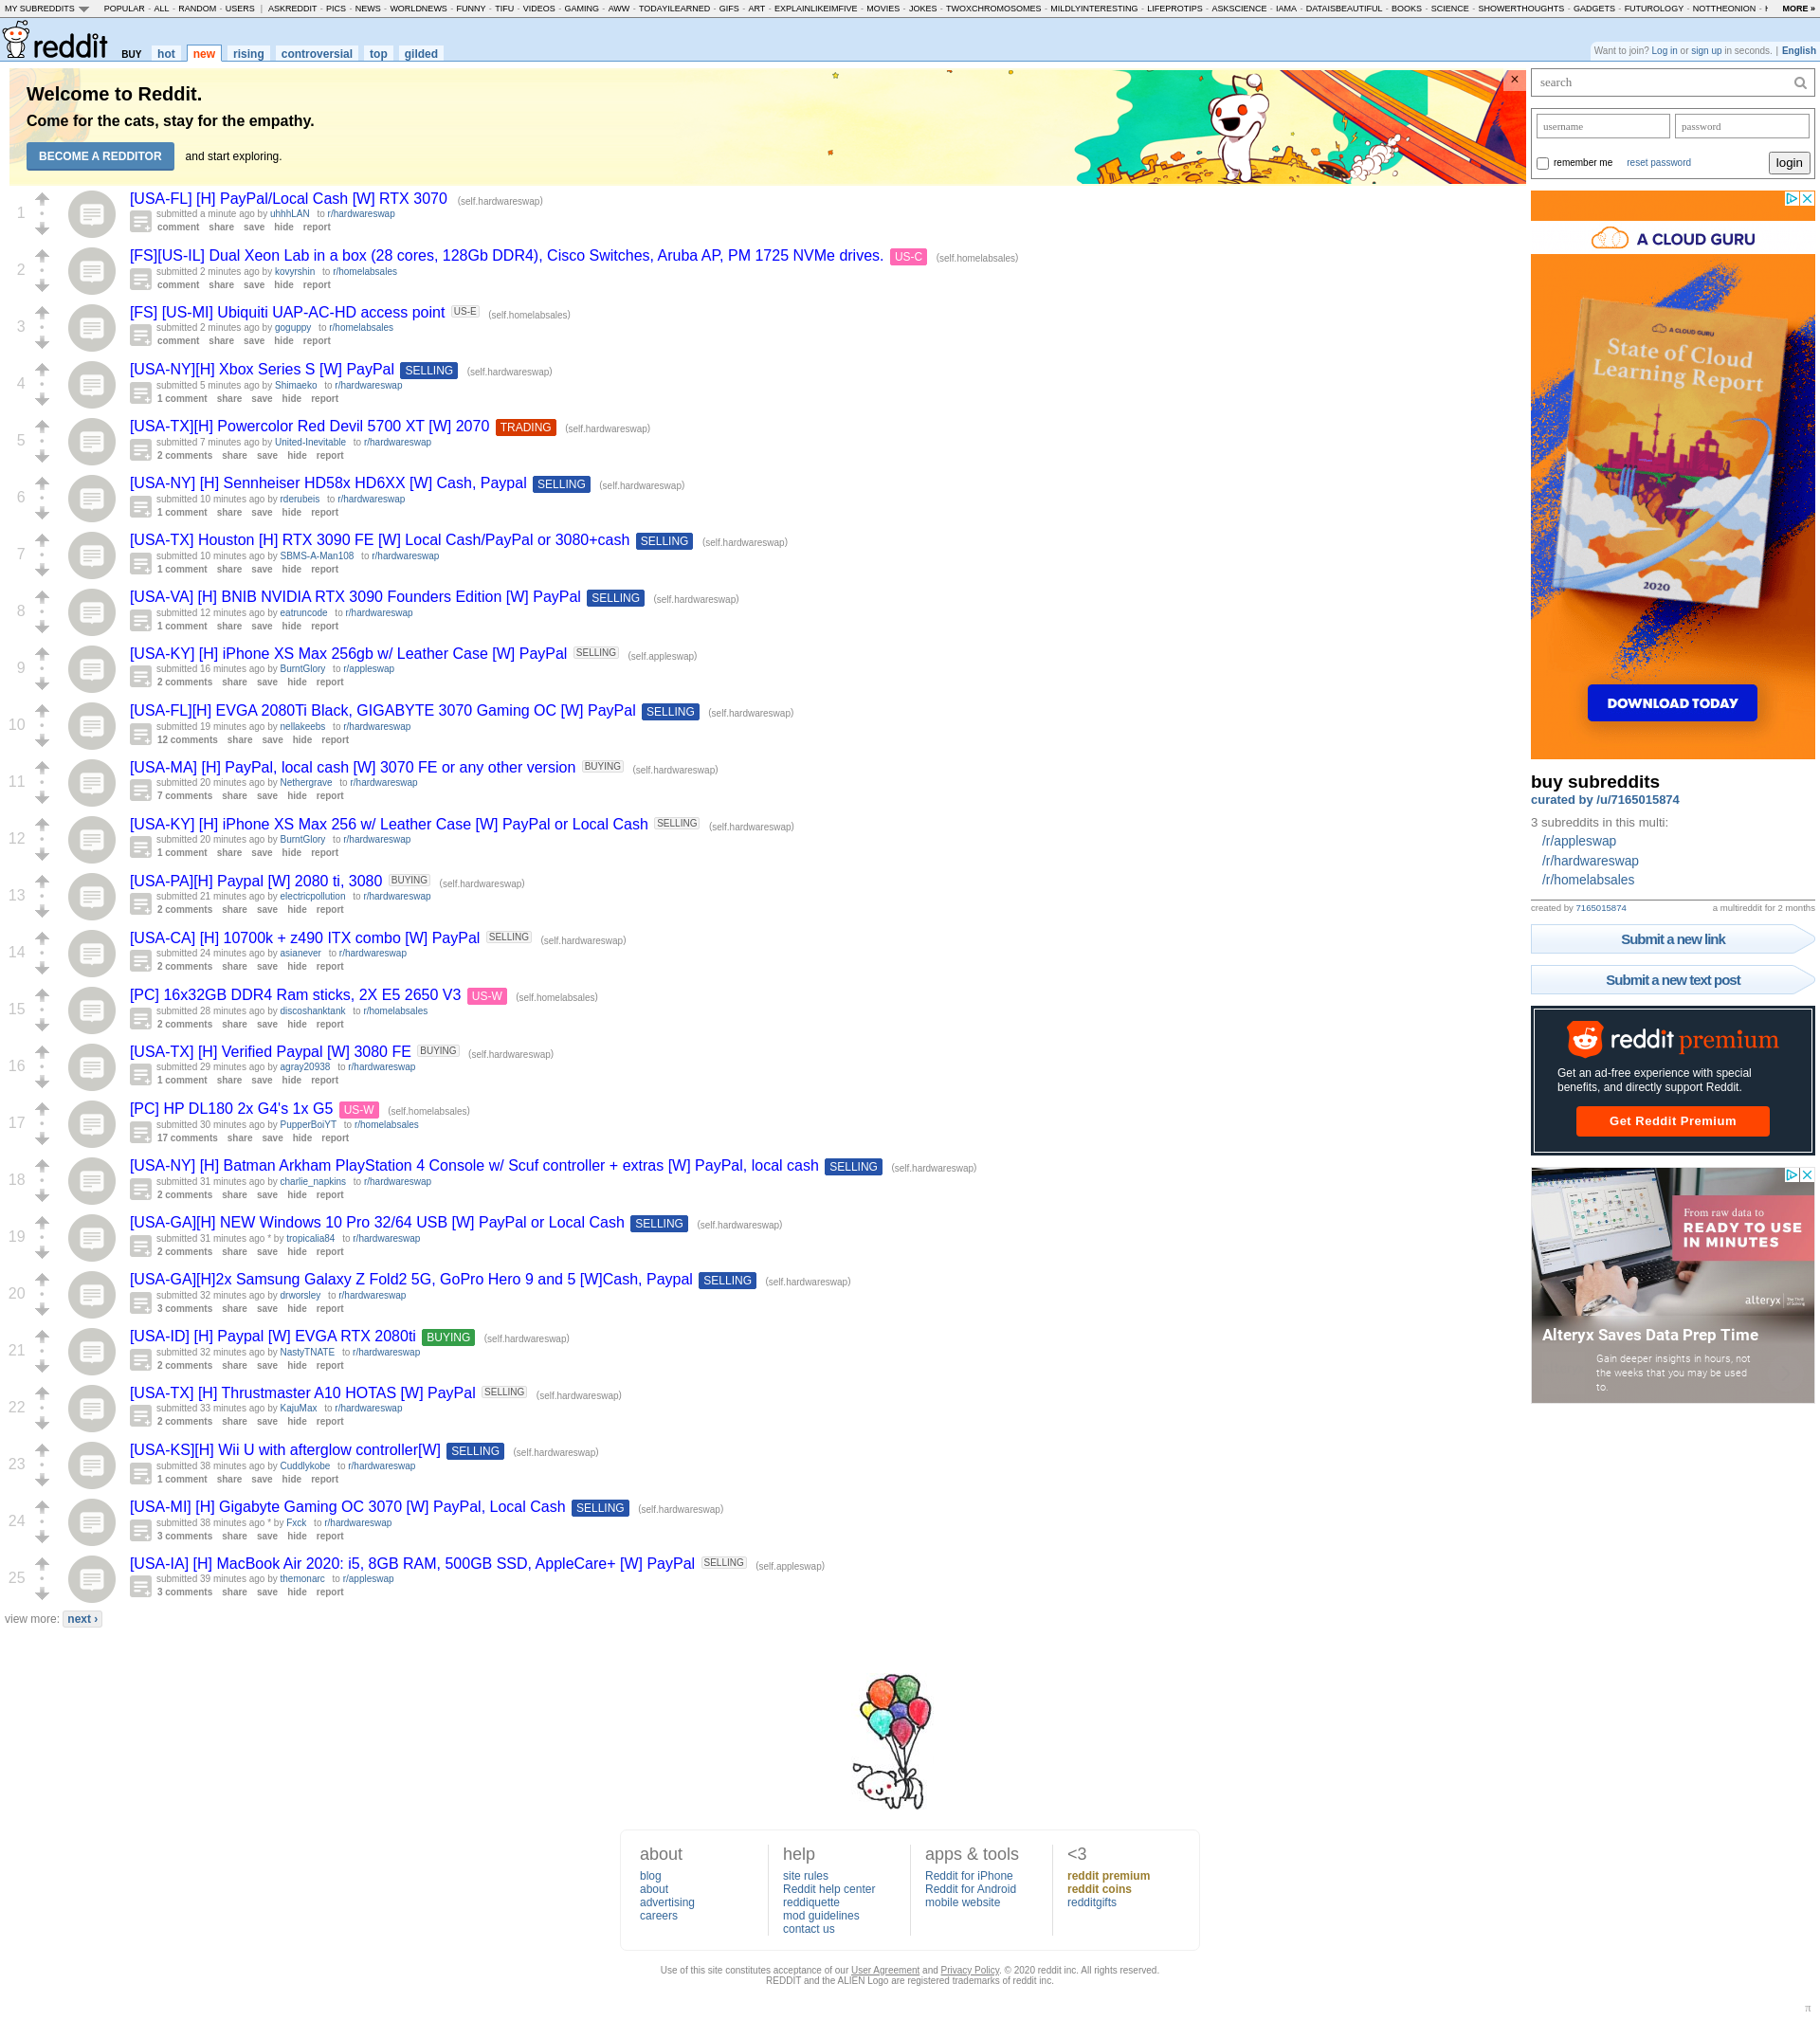 MY SUBREDDITS POPULAR - ALL - RANDOM - USERS | ASKREDDIT - PICS - NEWS - WORLDNEWS - FUNNY - TIFU - VIDEOS - GAMING - AWW - TODAYILEARNED - GIFS - ART - EXPLAINLIKEIMFIVE - MOVIES - JOKES - TWOXCHROMOSOMES - MILDLYINTERESTING - LIFEPROTIPS - ASKSCIENCE - IAMA - DATAISBEAUTIFUL - BOOKS - SCIENCE - SHOWERTHOUGHTS - GADGETS - FUTUROLOGY - NOTTHEONION - MORE »
reddit BUY hot new rising controversial top gilded
Want to join? Log in or sign up in seconds. | English
Welcome to Reddit.
Come for the cats, stay for the empathy.
BECOME A REDDITOR and start exploring.
×
1
[USA-FL] [H] PayPal/Local Cash [W] RTX 3070 (self.hardwareswap)
submitted a minute ago by uhhhLAN to r/hardwareswap
comment share save hide report
2
[FS][US-IL] Dual Xeon Lab in a box (28 cores, 128Gb DDR4), Cisco Switches, Aruba AP, PM 1725 NVMe drives. US-C (self.homelabsales)
submitted 2 minutes ago by kovyrshin to r/homelabsales
comment share save hide report
3
[FS] [US-MI] Ubiquiti UAP-AC-HD access point US-E (self.homelabsales)
submitted 2 minutes ago by goguppy to r/homelabsales
comment share save hide report
4
[USA-NY][H] Xbox Series S [W] PayPal SELLING (self.hardwareswap)
submitted 5 minutes ago by Shimaeko to r/hardwareswap
1 comment share save hide report
5
[USA-TX][H] Powercolor Red Devil 5700 XT [W] 2070 TRADING (self.hardwareswap)
submitted 7 minutes ago by United-Inevitable to r/hardwareswap
2 comments share save hide report
6
[USA-NY] [H] Sennheiser HD58x HD6XX [W] Cash, Paypal SELLING (self.hardwareswap)
submitted 10 minutes ago by rderubeis to r/hardwareswap
1 comment share save hide report
7
[USA-TX] Houston [H] RTX 3090 FE [W] Local Cash/PayPal or 3080+cash SELLING (self.hardwareswap)
submitted 10 minutes ago by SBMS-A-Man108 to r/hardwareswap
1 comment share save hide report
8
[USA-VA] [H] BNIB NVIDIA RTX 3090 Founders Edition [W] PayPal SELLING (self.hardwareswap)
submitted 12 minutes ago by eatruncode to r/hardwareswap
1 comment share save hide report
9
[USA-KY] [H] iPhone XS Max 256gb w/ Leather Case [W] PayPal SELLING (self.appleswap)
submitted 16 minutes ago by BurntGlory to r/appleswap
2 comments share save hide report
10
[USA-FL][H] EVGA 2080Ti Black, GIGABYTE 3070 Gaming OC [W] PayPal SELLING (self.hardwareswap)
submitted 19 minutes ago by nellakeebs to r/hardwareswap
12 comments share save hide report
11
[USA-MA] [H] PayPal, local cash [W] 3070 FE or any other version BUYING (self.hardwareswap)
submitted 20 minutes ago by Nethergrave to r/hardwareswap
7 comments share save hide report
12
[USA-KY] [H] iPhone XS Max 256 w/ Leather Case [W] PayPal or Local Cash SELLING (self.hardwareswap)
submitted 20 minutes ago by BurntGlory to r/hardwareswap
1 comment share save hide report
13
[USA-PA][H] Paypal [W] 2080 ti, 3080 BUYING (self.hardwareswap)
submitted 21 minutes ago by electricpollution to r/hardwareswap
2 comments share save hide report
14
[USA-CA] [H] 10700k + z490 ITX combo [W] PayPal SELLING (self.hardwareswap)
submitted 24 minutes ago by asianever to r/hardwareswap
2 comments share save hide report
15
[PC] 16x32GB DDR4 Ram sticks, 2X E5 2650 V3 US-W (self.homelabsales)
submitted 28 minutes ago by discoshanktank to r/homelabsales
2 comments share save hide report
16
[USA-TX] [H] Verified Paypal [W] 3080 FE BUYING (self.hardwareswap)
submitted 29 minutes ago by agray20938 to r/hardwareswap
1 comment share save hide report
17
[PC] HP DL180 2x G4's 1x G5 US-W (self.homelabsales)
submitted 30 minutes ago by PupperBoiYT to r/homelabsales
17 comments share save hide report
18
[USA-NY] [H] Batman Arkham PlayStation 4 Console w/ Scuf controller + extras [W] PayPal, local cash SELLING (self.hardwareswap)
submitted 31 minutes ago by charlie_napkins to r/hardwareswap
2 comments share save hide report
19
[USA-GA][H] NEW Windows 10 Pro 32/64 USB [W] PayPal or Local Cash SELLING (self.hardwareswap)
submitted 31 minutes ago * by tropicalia84 to r/hardwareswap
2 comments share save hide report
20
[USA-GA][H]2x Samsung Galaxy Z Fold2 5G, GoPro Hero 9 and 5 [W]Cash, Paypal SELLING (self.hardwareswap)
submitted 32 minutes ago by drworsley to r/hardwareswap
3 comments share save hide report
21
[USA-ID] [H] Paypal [W] EVGA RTX 2080ti BUYING (self.hardwareswap)
submitted 32 minutes ago by NastyTNATE to r/hardwareswap
2 comments share save hide report
22
[USA-TX] [H] Thrustmaster A10 HOTAS [W] PayPal SELLING (self.hardwareswap)
submitted 33 minutes ago by KajuMax to r/hardwareswap
2 comments share save hide report
23
[USA-KS][H] Wii U with afterglow controller[W] SELLING (self.hardwareswap)
submitted 38 minutes ago by Cuddlykobe to r/hardwareswap
1 comment share save hide report
24
[USA-MI] [H] Gigabyte Gaming OC 3070 [W] PayPal, Local Cash SELLING (self.hardwareswap)
submitted 38 minutes ago * by Fxck to r/hardwareswap
3 comments share save hide report
25
[USA-IA] [H] MacBook Air 2020: i5, 8GB RAM, 500GB SSD, AppleCare+ [W] PayPal SELLING (self.appleswap)
submitted 39 minutes ago by themonarc to r/appleswap
3 comments share save hide report
view more: next ›
search
username password
remember me reset password login
A CLOUD GURU
A CLOUD GURU
State of Cloud
Learning Report
2020
DOWNLOAD TODAY
buy subreddits
curated by /u/7165015874
3 subreddits in this multi:
/r/appleswap
/r/hardwareswap
/r/homelabsales
created by 7165015874 a multireddit for 2 months
Submit a new link
Submit a new text post
reddit premium
Get an ad-free experience with special
benefits, and directly support Reddit.
Get Reddit Premium
From raw data to
READY TO USE
IN MINUTES
alteryx
Alteryx Saves Data Prep Time
Gain deeper insights in hours, not
the weeks that you may be used
to.
about
blog
about
advertising
careers
help
site rules
Reddit help center
reddiquette
mod guidelines
contact us
apps & tools
Reddit for iPhone
Reddit for Android
mobile website
<3
reddit premium
reddit coins
redditgifts
Use of this site constitutes acceptance of our User Agreement and Privacy Policy. © 2020 reddit inc. All rights reserved.
REDDIT and the ALIEN Logo are registered trademarks of reddit inc.
π